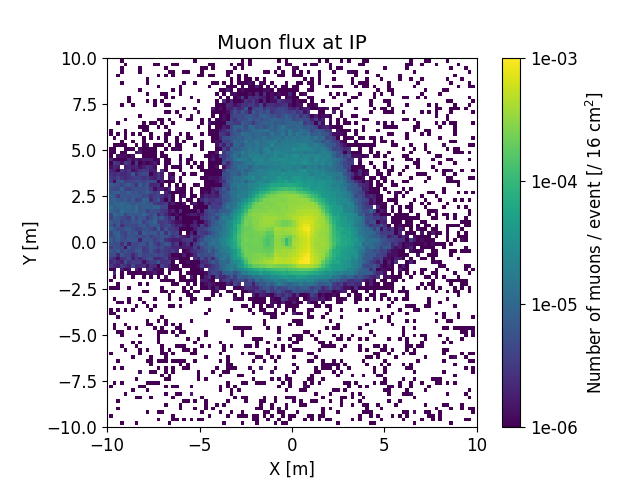 Muon flux at IP
10.0
7.5
5.0
2.5
0.0
−2.5
−5.0
−7.5
−10.0
Y [m]
−10
−5
0
5
10
X [m]
1e-03
1e-04
1e-05
1e-06
Number of muons / event [/ 16 cm²]